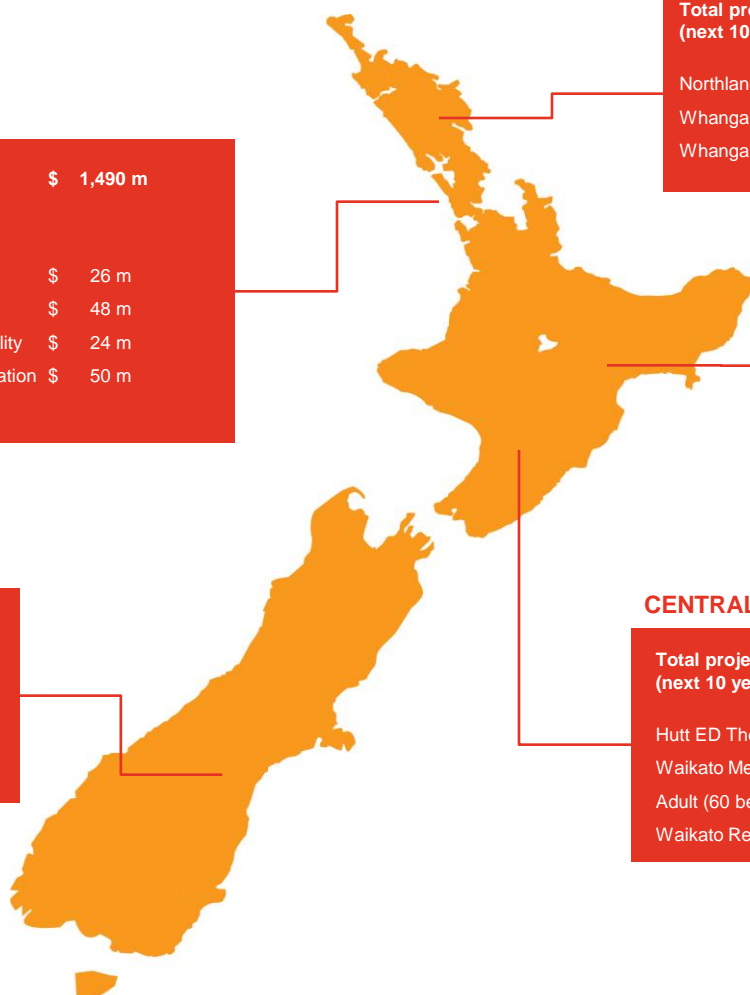 Total pro
(next 10
Northlan
Whanga
Whanga
$ 1,490 m
$ 26 m
$ 48 m
lity $ 24 m
ation $ 50 m
CENTRAL
Total proje
(next 10 ye
Hutt ED The
Waikato Me
Adult (60 be
Waikato Re